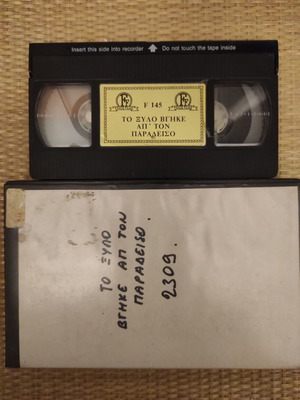 Insert this side into recorder ▲ Do not touch the tape inside
F 145
ΤΟ ΞΥΛΟ ΒΓΗΚΕ
ΑΠ' ΤΟΝ
ΠΑΡΑΔΕΙΣΟ
ΤΟ ΞΥΛΟ
ΒΓΗΚΕ ΑΠ ΤΟΝ
ΠΑΡΑΔΕΙΣΟ.
2309.